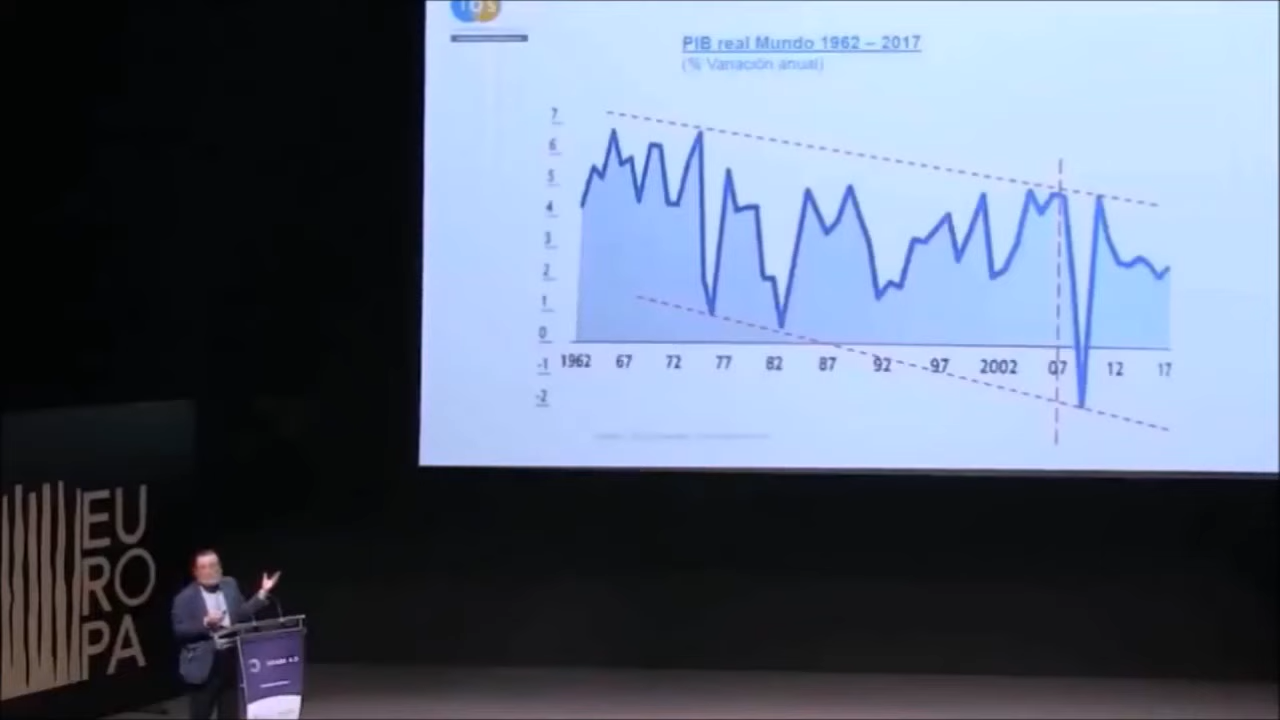 IQS
PIB real Mundo 1962 – 2017
(% Variación anual)
7
6
5
4
3
2
1
0
-1
-2
1962 67 72 77 82 87 92 97 2002 07 12 17
EU
RO
PA